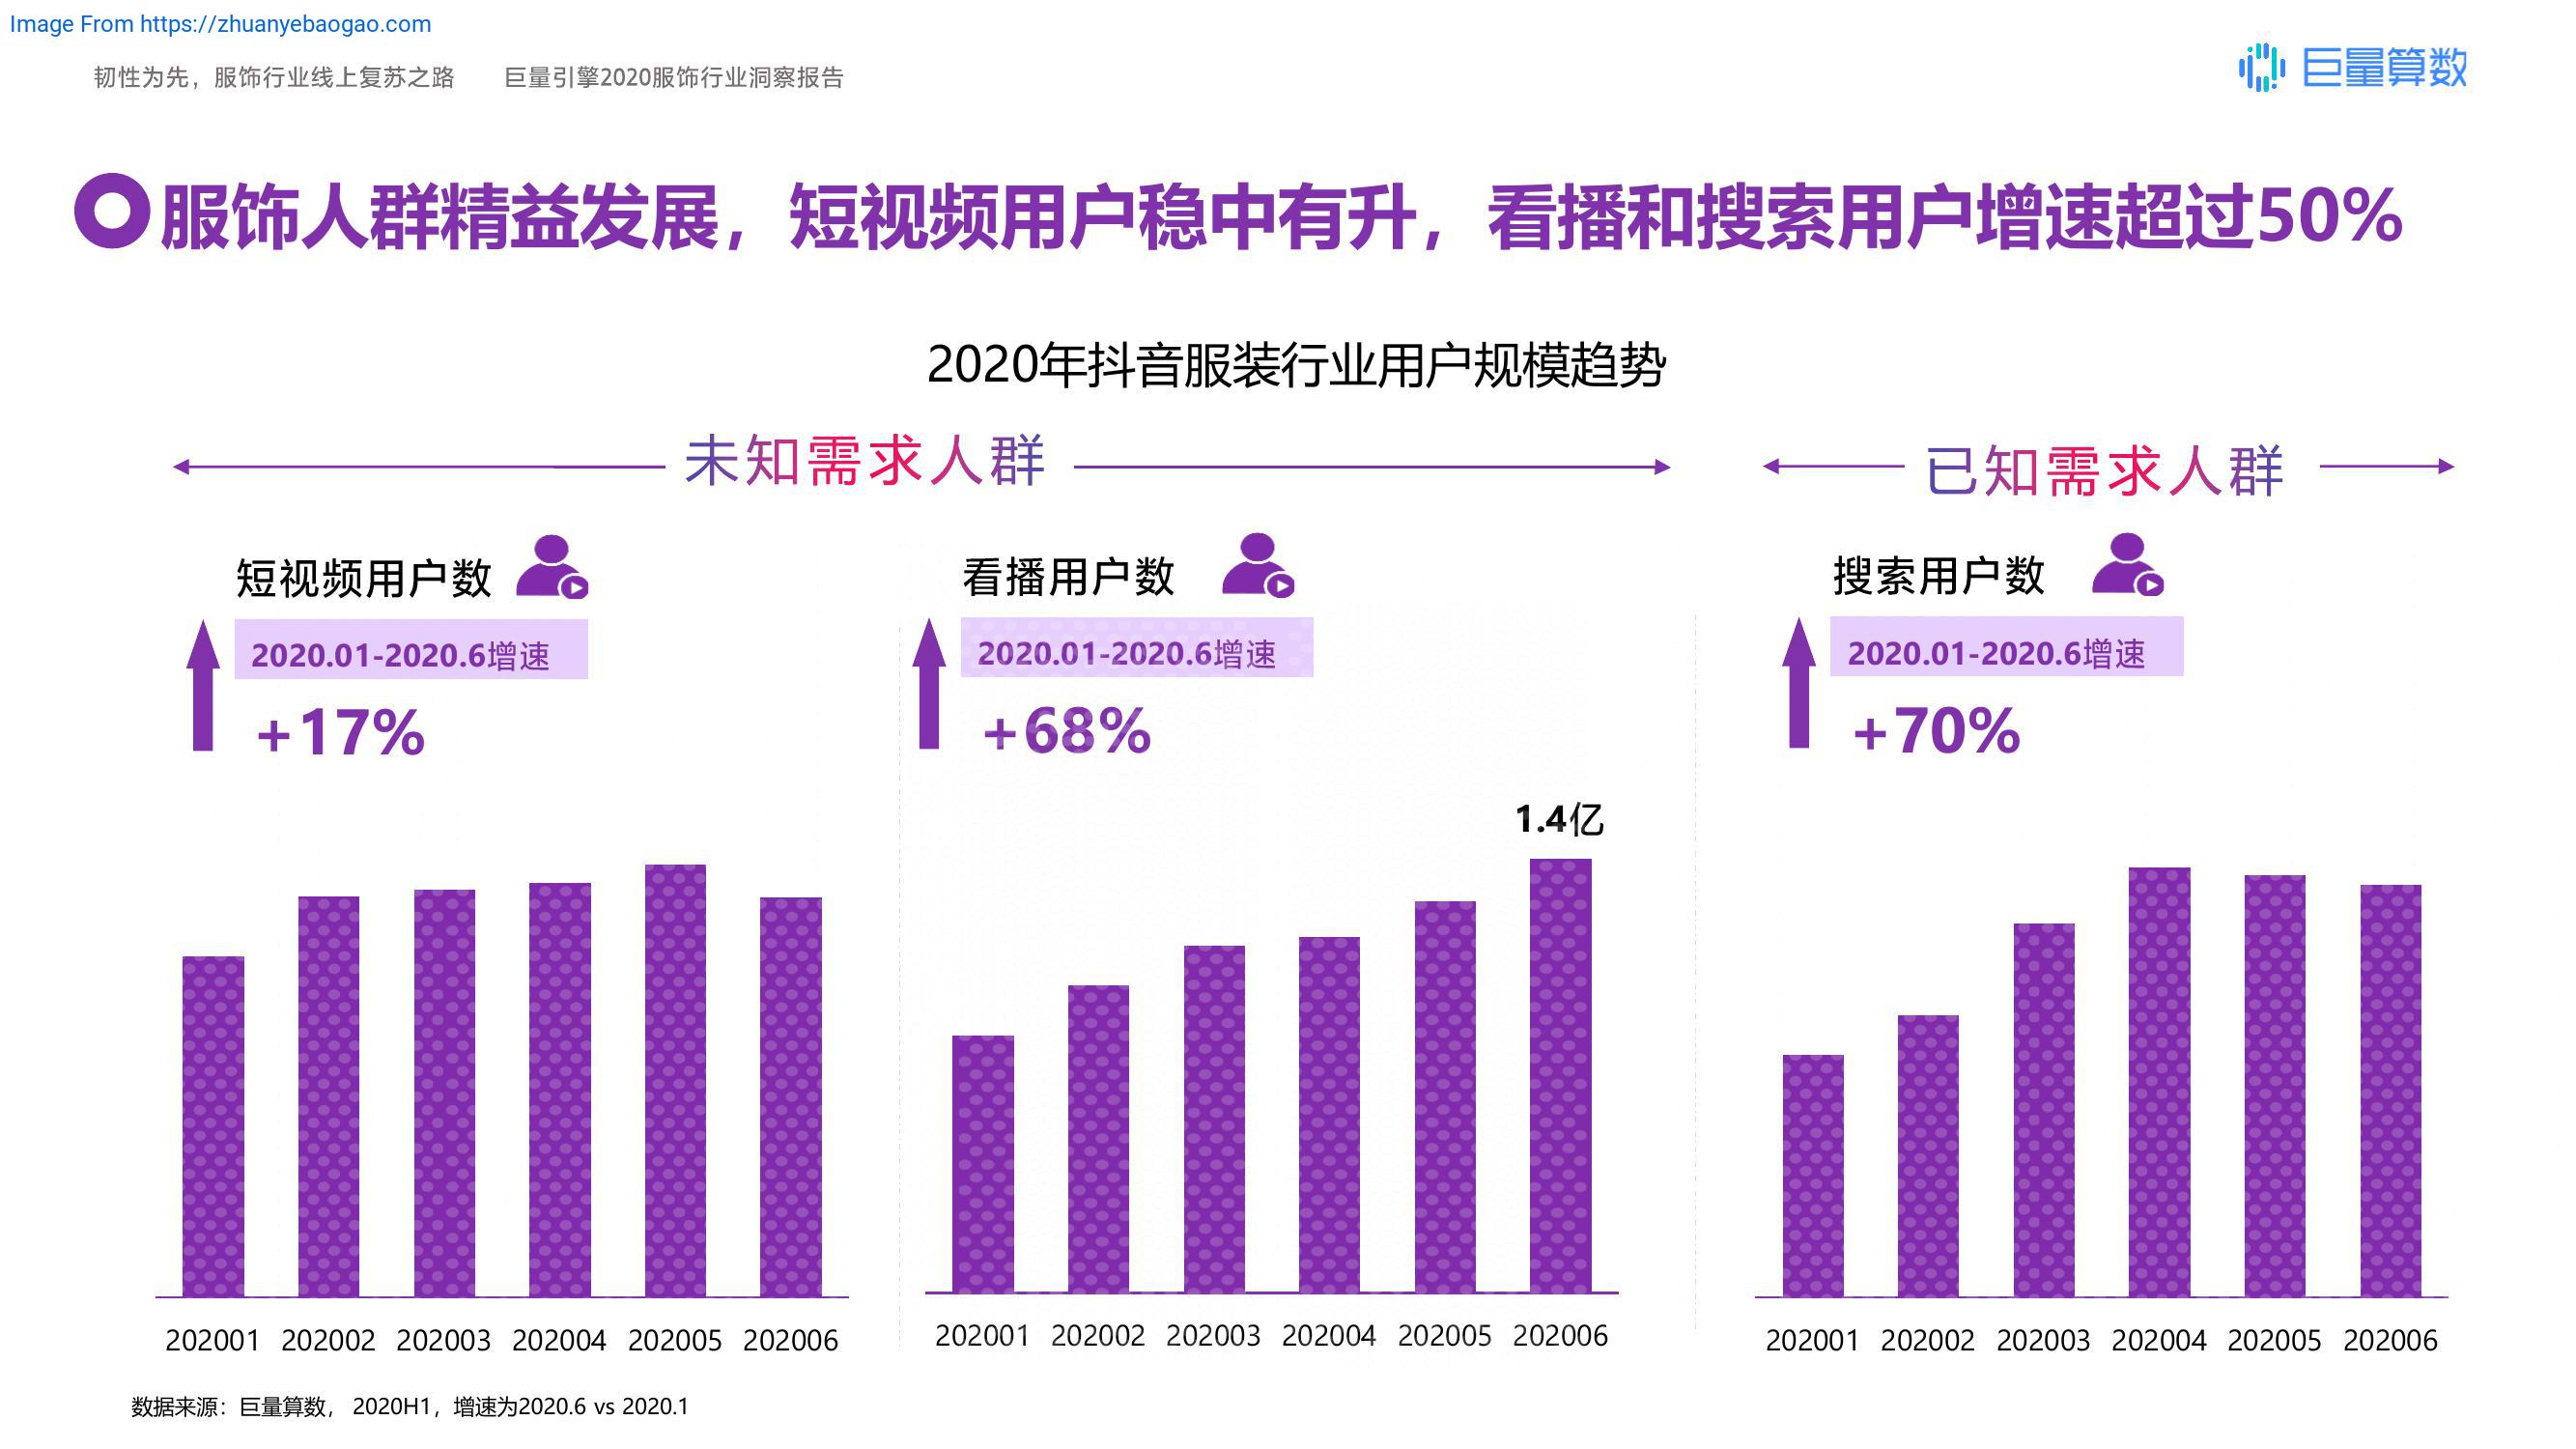 Image From https://zhuanyebaogao.com
韧性为先，服饰行业线上复苏之路 巨量引擎2020服饰行业洞察报告
巨量算数
服饰人群精益发展，短视频用户稳中有升，看播和搜索用户增速超过50%
2020年抖音服装行业用户规模趋势
未知需求人群
已知需求人群
短视频用户数
2020.01-2020.6增速
+17%
202001 202002 202003 202004 202005 202006
看播用户数
2020.01-2020.6增速
+68%
1.4亿
202001 202002 202003 202004 202005 202006
搜索用户数
2020.01-2020.6增速
+70%
202001 202002 202003 202004 202005 202006
数据来源：巨量算数， 2020H1，增速为2020.6 vs 2020.1